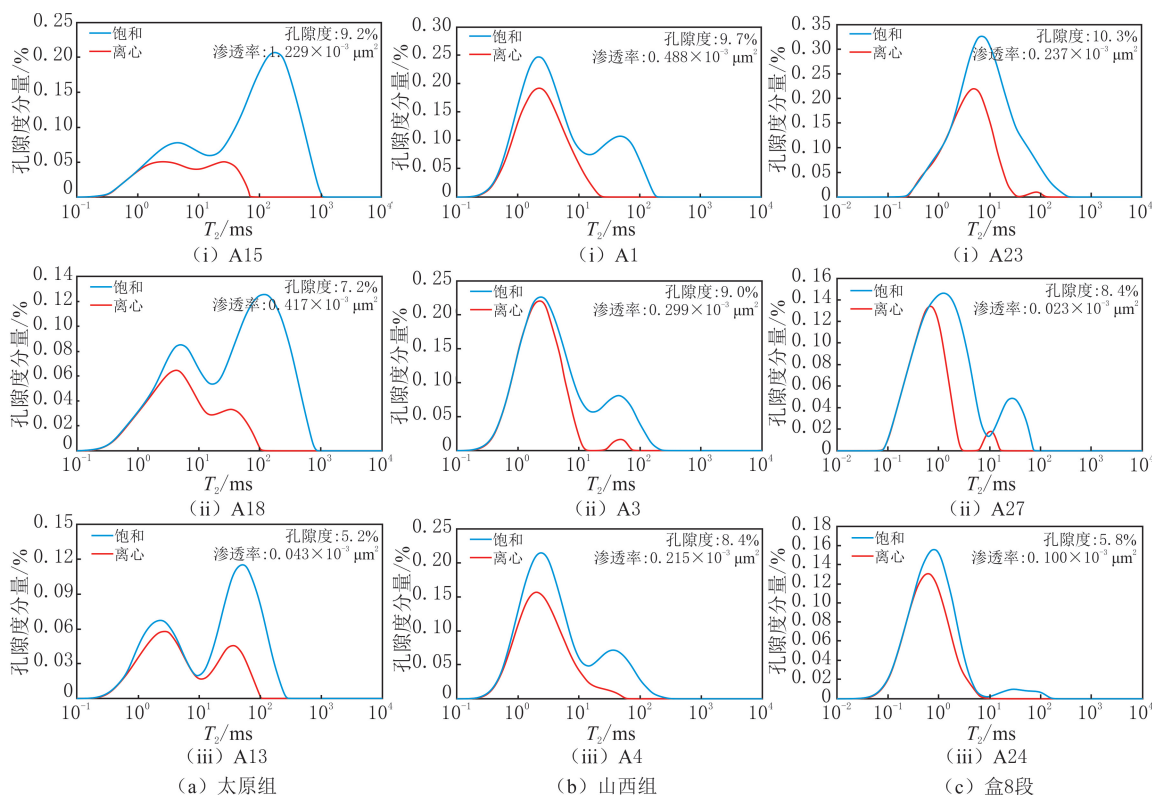 0.25
0.20
0.15
0.10
0.05
0
孔隙度分量/%
饱和
离心
孔隙度:9.2%
渗透率:1.229×10⁻³ μm²
10⁻¹ 10⁰ 10¹ 10² 10³ 10⁴
T₂/ms
(i) A15
0.30
0.25
0.20
0.15
0.10
0.05
0
孔隙度分量/%
饱和
离心
孔隙度:9.7%
渗透率:0.488×10⁻³ μm²
10⁻¹ 10⁰ 10¹ 10² 10³ 10⁴
T₂/ms
(i) A1
0.35
0.30
0.25
0.20
0.15
0.10
0.05
0
孔隙度分量/%
饱和
离心
孔隙度:10.3%
渗透率:0.237×10⁻³ μm²
10⁻² 10⁻¹ 10⁰ 10¹ 10² 10³ 10⁴
T₂/ms
(i) A23
0.14
0.12
0.10
0.08
0.06
0.04
0.02
0
孔隙度分量/%
饱和
离心
孔隙度:7.2%
渗透率:0.417×10⁻³ μm²
10⁻¹ 10⁰ 10¹ 10² 10³ 10⁴
T₂/ms
(ii) A18
0.25
0.20
0.15
0.10
0.05
0
孔隙度分量%
饱和
离心
孔隙度:9.0%
渗透率:0.299×10⁻³ μm²
10⁻¹ 10⁰ 10¹ 10² 10³ 10⁴
T₂/ms
(ii) A3
0.16
0.14
0.12
0.10
0.08
0.06
0.04
0.02
0
孔隙度分量/%
饱和
离心
孔隙度:8.4%
渗透率:0.023×10⁻³ μm²
10⁻² 10⁻¹ 10⁰ 10¹ 10² 10³ 10⁴
T₂/ms
(ii) A27
0.15
0.12
0.09
0.06
0.03
0
孔隙度分量/%
饱和
离心
孔隙度:5.2%
渗透率:0.043×10⁻³ μm²
10⁻¹ 10⁰ 10¹ 10² 10³ 10⁴
T₂/ms
(iii) A13
0.25
0.20
0.15
0.10
0.05
0
孔隙度分量/%
饱和
离心
孔隙度:8.4%
渗透率:0.215×10⁻³ μm²
10⁻¹ 10⁰ 10¹ 10² 10³ 10⁴
T₂/ms
(iii) A4
0.18
0.16
0.14
0.12
0.10
0.08
0.06
0.04
0.02
0
孔隙度分量/%
饱和
离心
孔隙度:5.8%
渗透率:0.100×10⁻³ μm²
10⁻² 10⁻¹ 10⁰ 10¹ 10² 10³ 10⁴
T₂/ms
(iii) A24
(a) 太原组
(b) 山西组
(c) 盒8段